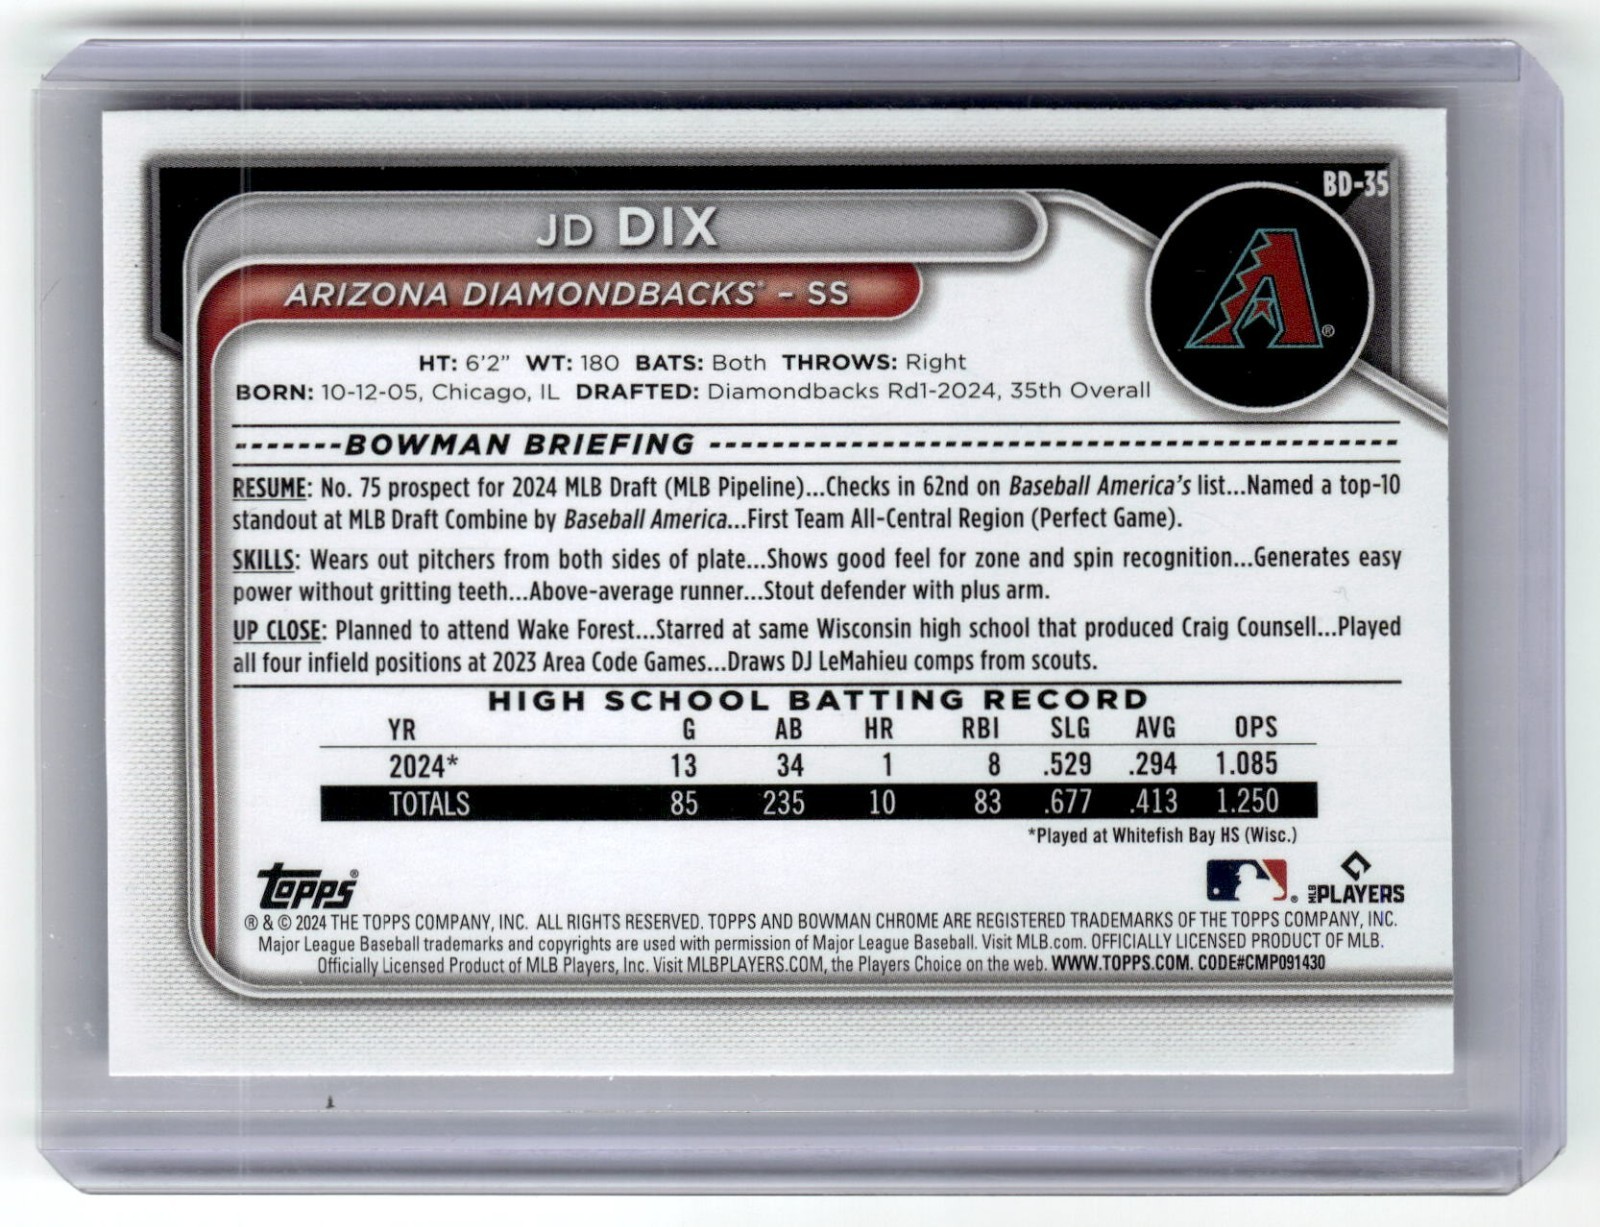 BD-35
JD DIX
ARIZONA DIAMONDBACKS® – SS
HT: 6'2" WT: 180 BATS: Both THROWS: Right
BORN: 10-12-05, Chicago, IL DRAFTED: Diamondbacks Rd1-2024, 35th Overall
BOWMAN BRIEFING
RESUME: No. 75 prospect for 2024 MLB Draft (MLB Pipeline)...Checks in 62nd on Baseball America's list...Named a top-10
standout at MLB Draft Combine by Baseball America...First Team All-Central Region (Perfect Game).
SKILLS: Wears out pitchers from both sides of plate...Shows good feel for zone and spin recognition...Generates easy
power without gritting teeth...Above-average runner...Stout defender with plus arm.
UP CLOSE: Planned to attend Wake Forest...Starred at same Wisconsin high school that produced Craig Counsell...Played
all four infield positions at 2023 Area Code Games...Draws DJ LeMahieu comps from scouts.
HIGH SCHOOL BATTING RECORD
YR G AB HR RBI SLG AVG OPS
2024* 13 34 1 8 .529 .294 1.085
TOTALS 85 235 10 83 .677 .413 1.250
*Played at Whitefish Bay HS (Wisc.)
topps®
MLB PLAYERS
® & © 2024 THE TOPPS COMPANY, INC. ALL RIGHTS RESERVED. TOPPS AND BOWMAN CHROME ARE REGISTERED TRADEMARKS OF THE TOPPS COMPANY, INC.
Major League Baseball trademarks and copyrights are used with permission of Major League Baseball. Visit MLB.com. OFFICIALLY LICENSED PRODUCT OF MLB.
Officially Licensed Product of MLB Players, Inc. Visit MLBPLAYERS.COM, the Players Choice on the web. WWW.TOPPS.COM. CODE#CMP091430